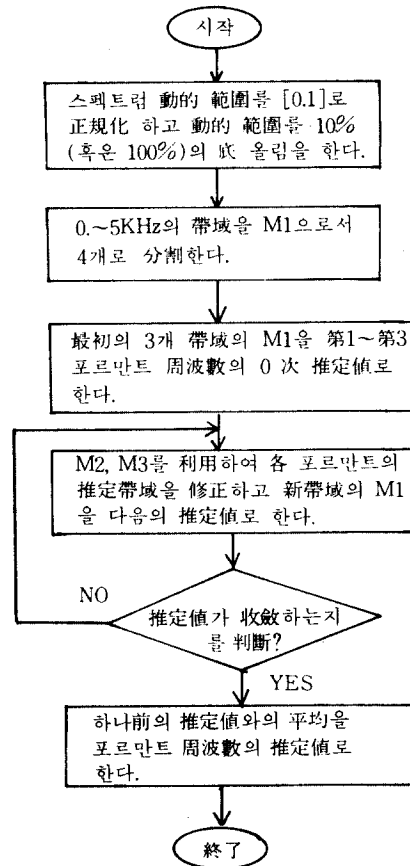 시작
스펙트럼 動的 範圍를 [0.1]로
正規化 하고 動的 範圍를 10%
(혹은 100%)의 底 올림을 한다.
0.~5KHz의 帶域을 M1으로서
4개로 分割한다.
最初의 3개 帶域의 M1을 第1~第3
포르만트 周波數의 0 次 推定値로
한다.
M2, M3를 利用하여 各 포르만트의
推定帶域을 修正하고 新帶域의 M1
을 다음의 推定値로 한다.
NO
推定値가 收斂하는지
를 判斷?
YES
하나前의 推定値와의 平均을
포르만트 周波數의 推定値로
한다.
終了